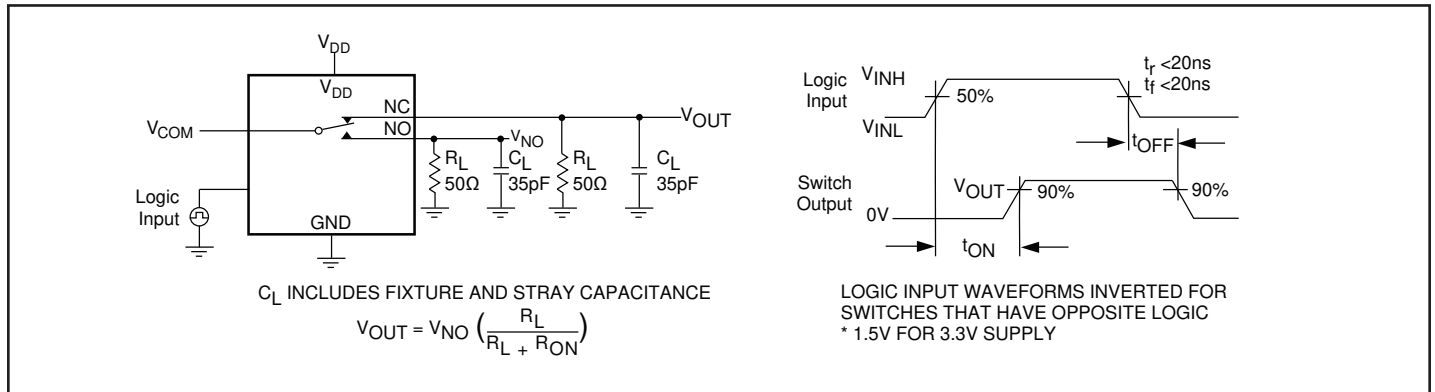 VDD
VDD
NC
NO
VCOM
VOUT
VNO
RL
50Ω
CL
35pF
RL
50Ω
CL
35pF
Logic
Input
GND
CL INCLUDES FIXTURE AND STRAY CAPACITANCE
VOUT = VNO (RL / RL + RON)
Logic
Input
VINH
VINL
50%
tr <20ns
tf <20ns
tOFF
Switch
Output
VOUT
0V
90%
90%
tON
LOGIC INPUT WAVEFORMS INVERTED FOR
SWITCHES THAT HAVE OPPOSITE LOGIC
* 1.5V FOR 3.3V SUPPLY